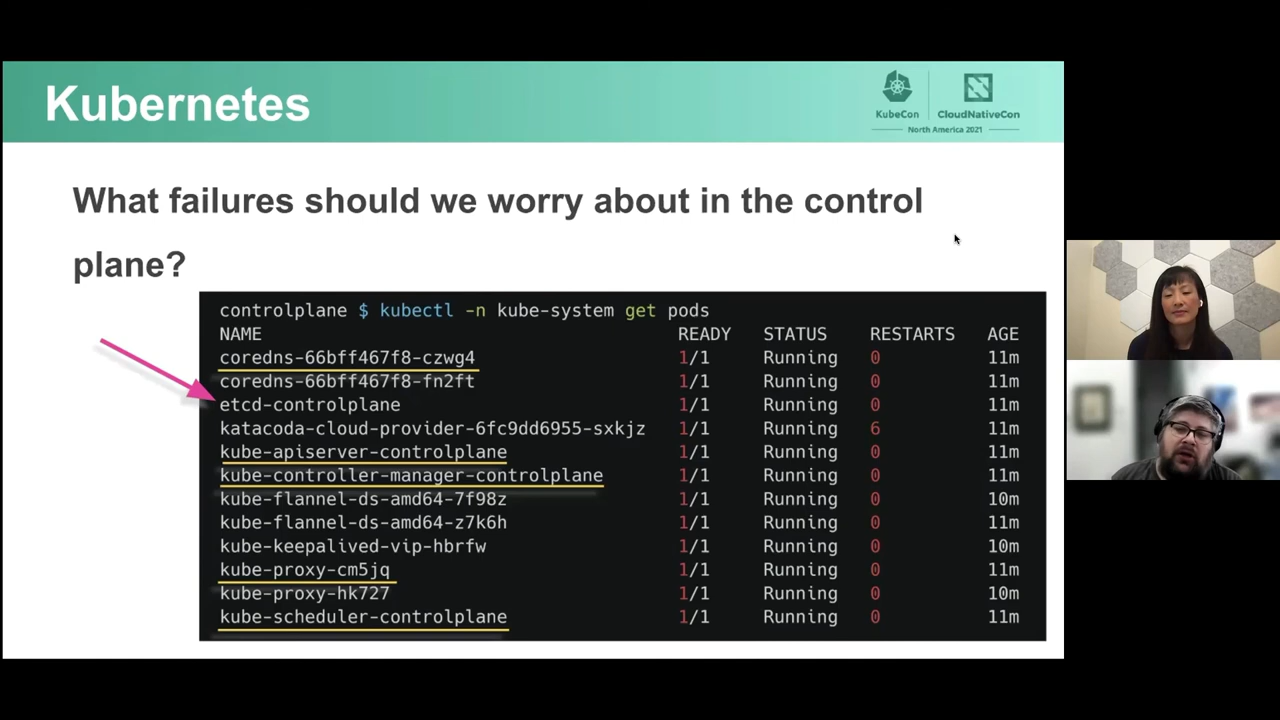 Kubernetes
KubeCon
CloudNativeCon
North America 2021
What failures should we worry about in the control
plane?
controlplane $ kubectl -n kube-system get pods
NAME READY STATUS RESTARTS AGE
coredns-66bff467f8-czwg4 1/1 Running 0 11m
coredns-66bff467f8-fn2ft 1/1 Running 0 11m
etcd-controlplane 1/1 Running 0 11m
katacoda-cloud-provider-6fc9dd6955-sxkjz 1/1 Running 6 11m
kube-apiserver-controlplane 1/1 Running 0 11m
kube-controller-manager-controlplane 1/1 Running 0 11m
kube-flannel-ds-amd64-7f98z 1/1 Running 0 10m
kube-flannel-ds-amd64-z7k6h 1/1 Running 0 11m
kube-keepalived-vip-hbrfw 1/1 Running 0 10m
kube-proxy-cm5jq 1/1 Running 0 11m
kube-proxy-hk727 1/1 Running 0 10m
kube-scheduler-controlplane 1/1 Running 0 11m